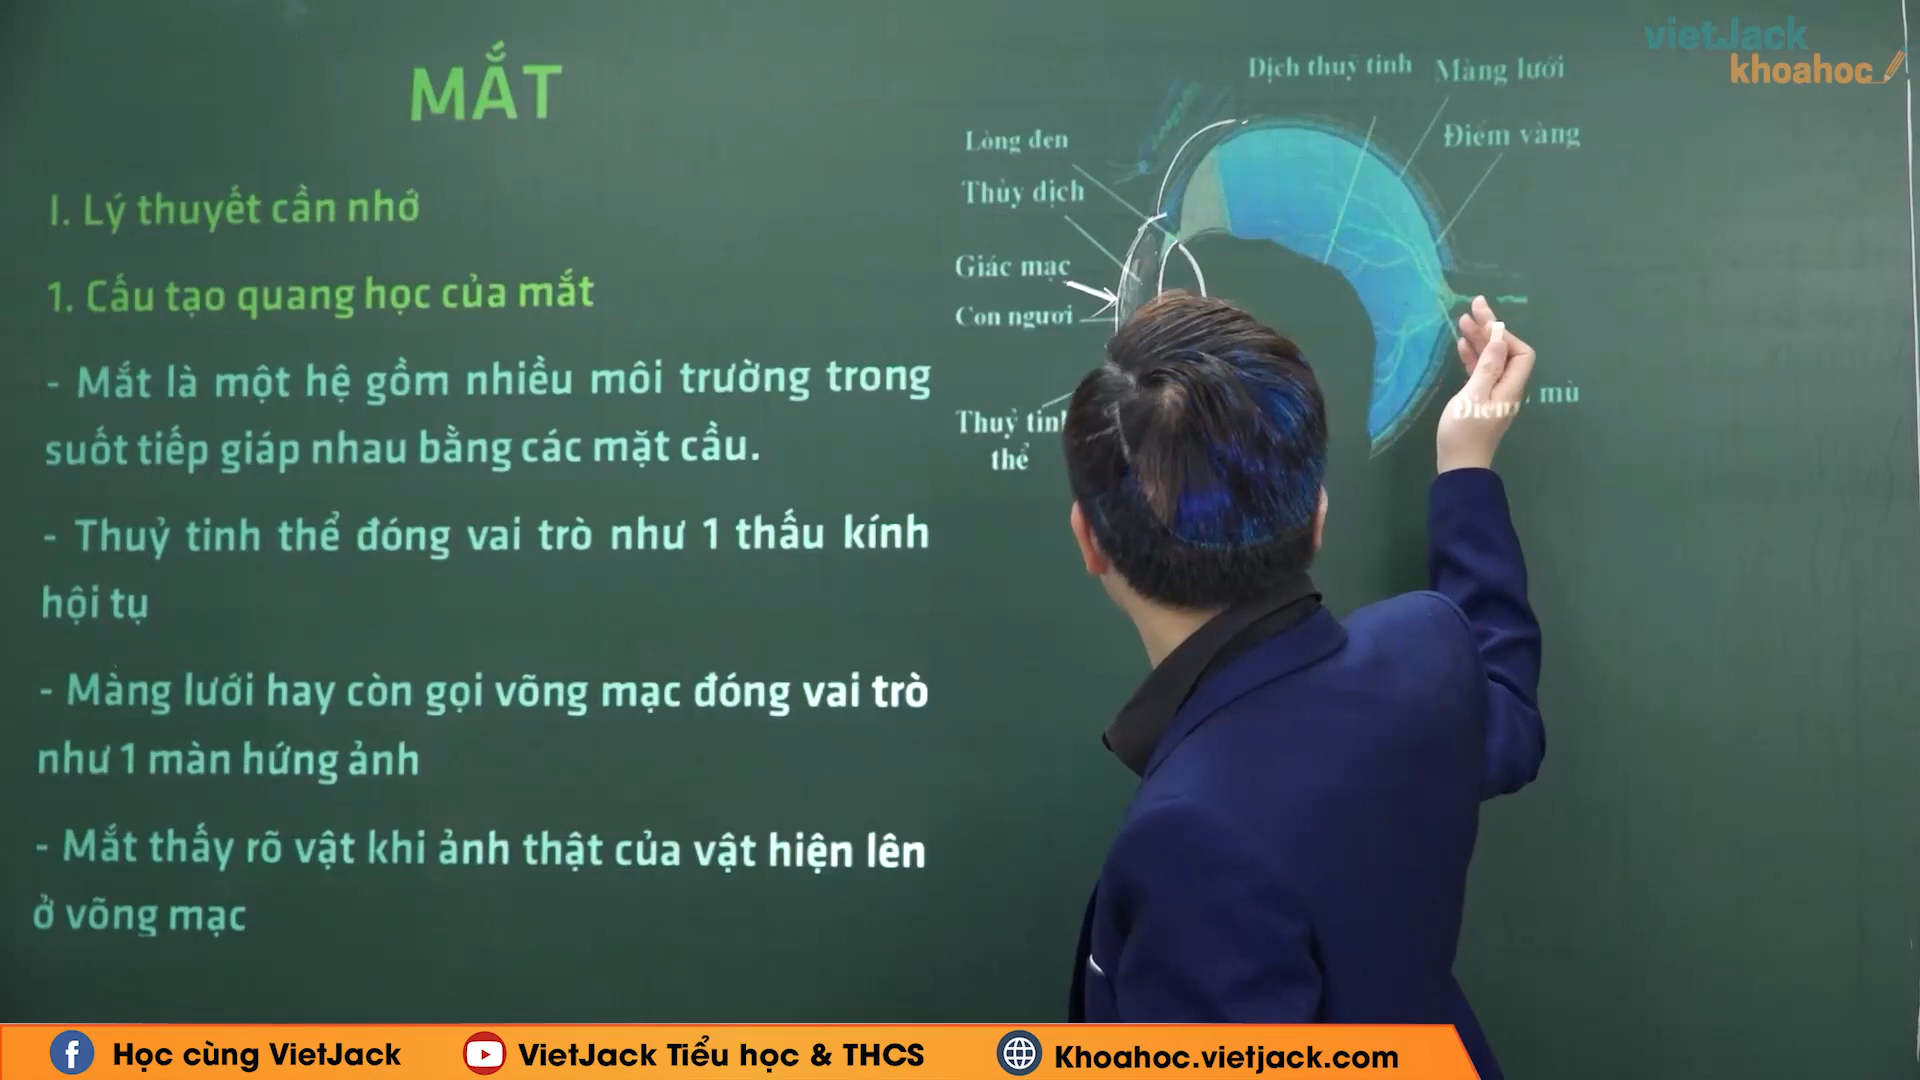 vietJack
khoahoc
MẮT
I. Lý thuyết cần nhớ
1. Cấu tạo quang học của mắt
- Mắt là một hệ gồm nhiều môi trường trong
suốt tiếp giáp nhau bằng các mặt cầu.
- Thuỷ tinh thể đóng vai trò như 1 thấu kính
hội tụ
- Màng lưới hay còn gọi võng mạc đóng vai trò
như 1 màn hứng ảnh
- Mắt thấy rõ vật khi ảnh thật của vật hiện lên
ở võng mạc
Dịch thuỷ tinh
Màng lưới
Điểm vàng
Lòng đen
Thủy dịch
Giác mạc
Con ngươi
Thuỷ
thể
mù
Học cùng VietJack
VietJack Tiểu học & THCS
Khoahoc.vietjack.com